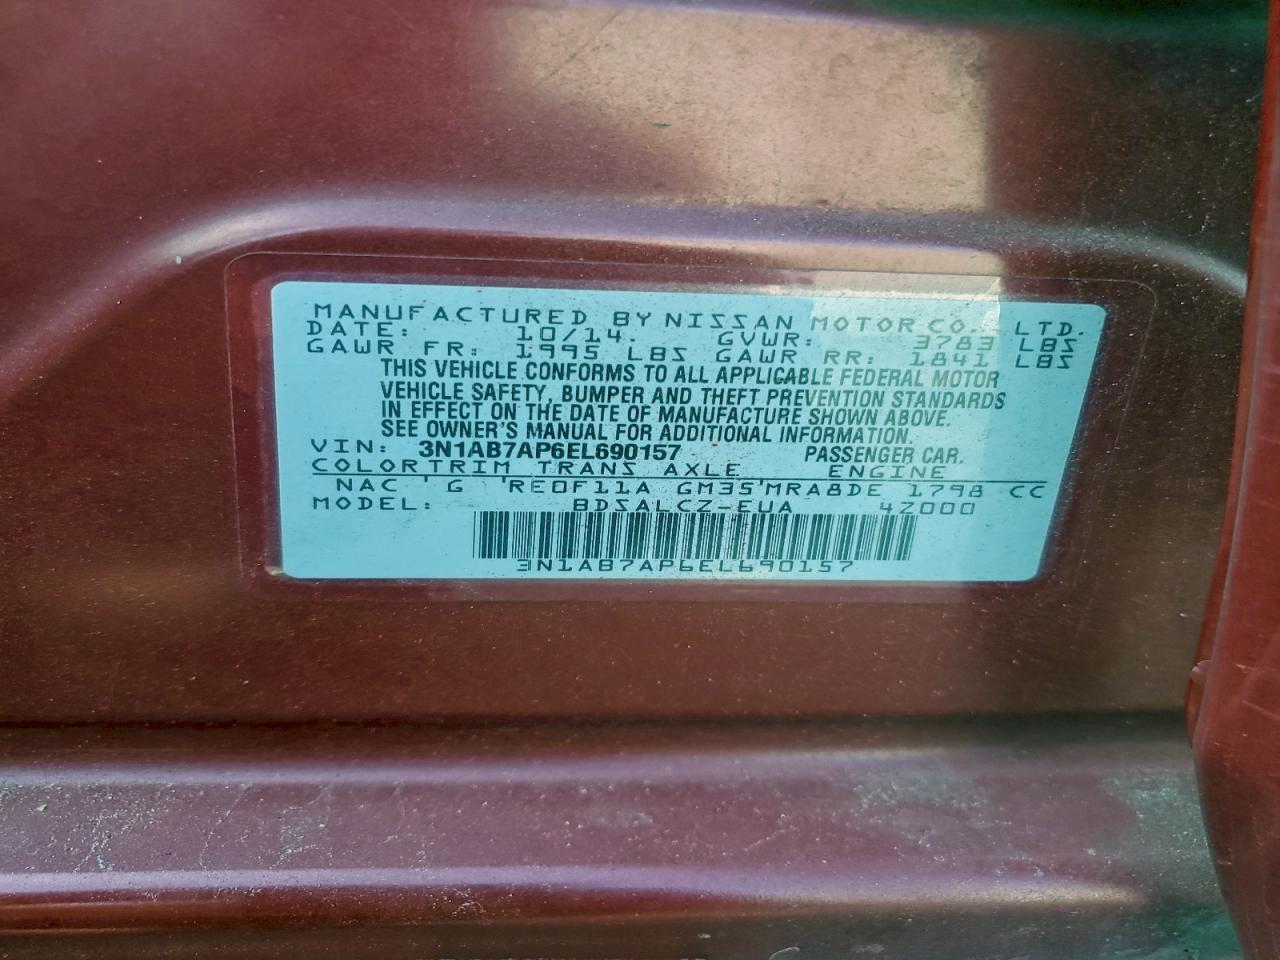 MANUFACTURED BY NISSAN MOTOR CO., LTD.
DATE: 10/14. GVWR: 3783 LBS
GAWR FR: 1995 LBS GAWR RR: 1841 LBS
THIS VEHICLE CONFORMS TO ALL APPLICABLE FEDERAL MOTOR
VEHICLE SAFETY, BUMPER AND THEFT PREVENTION STANDARDS
IN EFFECT ON THE DATE OF MANUFACTURE SHOWN ABOVE.
SEE OWNER'S MANUAL FOR ADDITIONAL INFORMATION.
VIN: 3N1AB7AP6EL690157 PASSENGER CAR.
COLOR TRIM TRANS AXLE ENGINE
NAC ' G 'RE0F11A GM35'MRA8DE 1798 CC
MODEL: BDSALCZ-EUA 4Z000
3N1AB7AP6EL690157